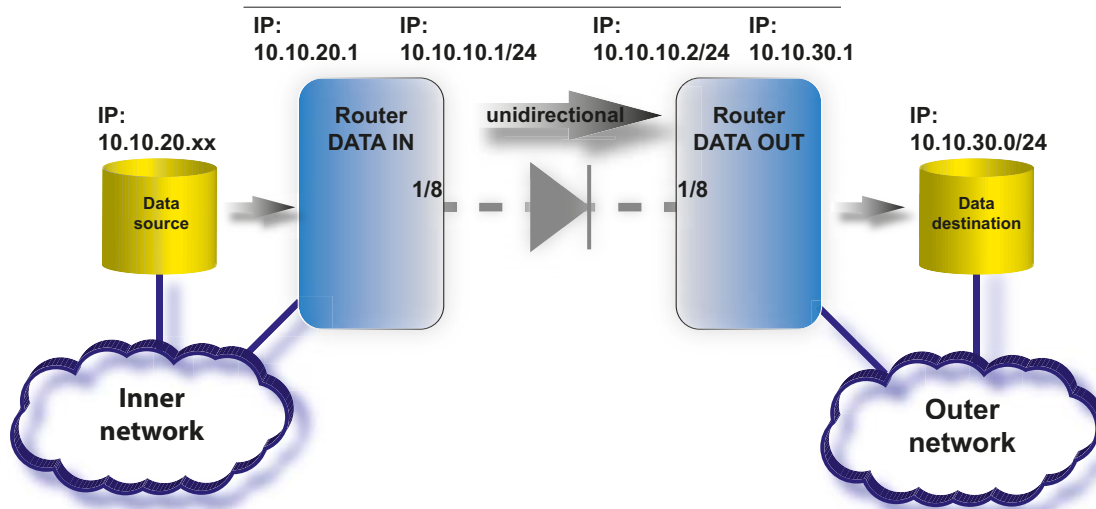 IP:
10.10.20.1
IP:
10.10.10.1/24
IP:
10.10.10.2/24
IP:
10.10.30.1
IP:
10.10.20.xx
Router
DATA IN
unidirectional
Router
DATA OUT
IP:
10.10.30.0/24
1/8
1/8
Data
source
Data
destination
Inner
network
Outer
network